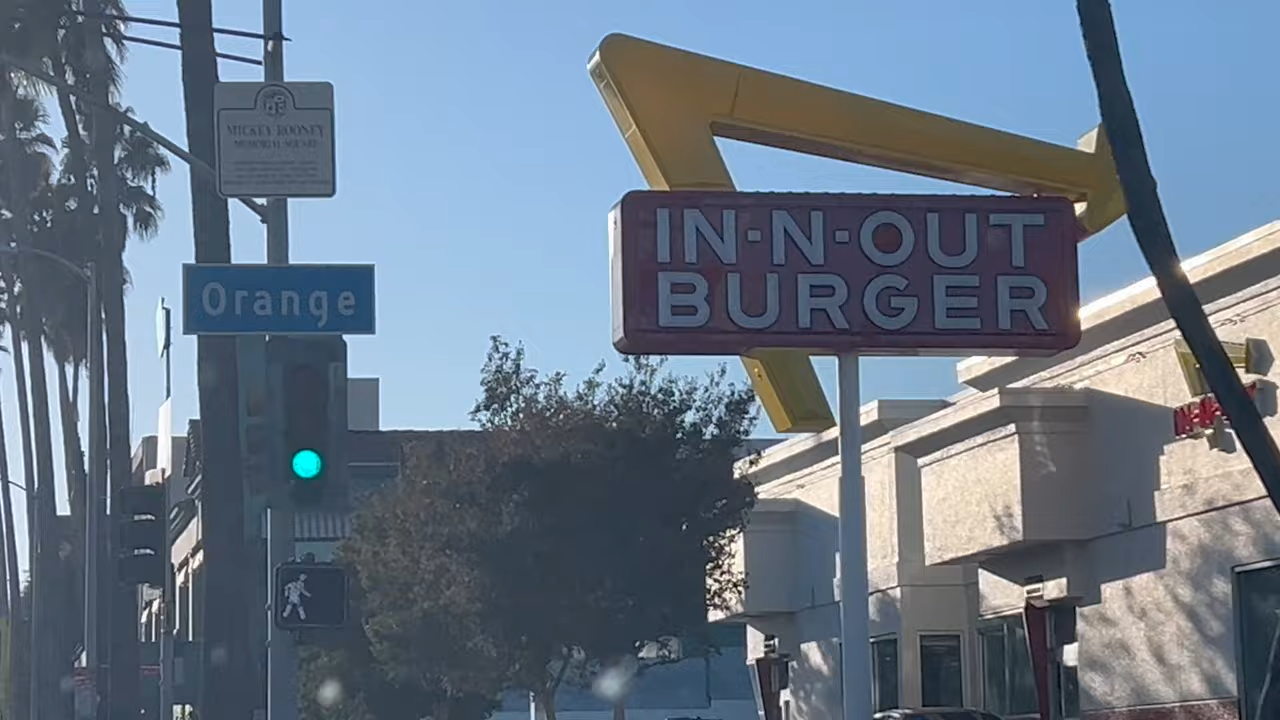 MICKEY ROONEY
MEMORIAL SQUARE
Orange
IN-N-OUT
BURGER